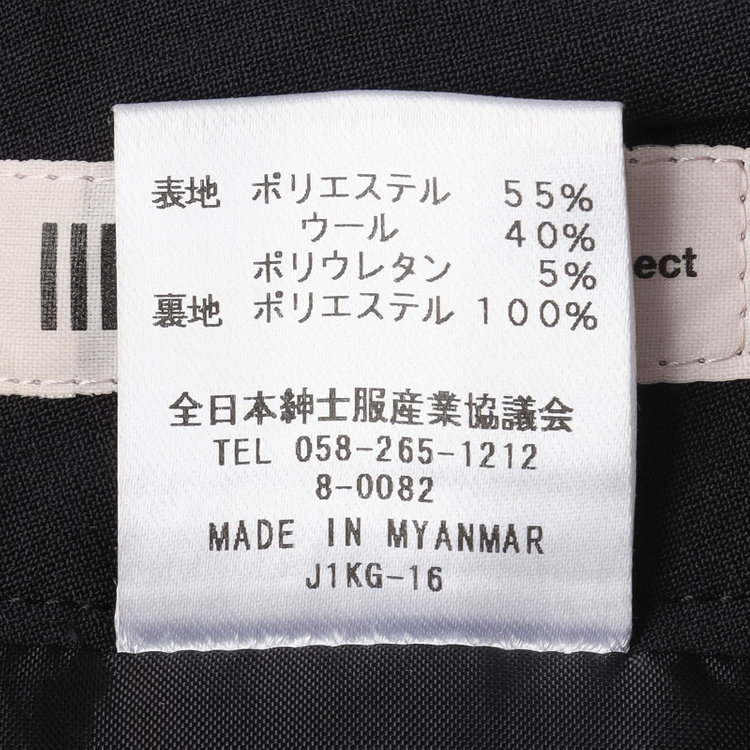 表地 ポリエステル 55%
ウール 40%
ポリウレタン 5%
裏地 ポリエステル 100%
全日本紳士服産業協議会
TEL 058-265-1212
8-0082
MADE IN MYANMAR
J1KG-16